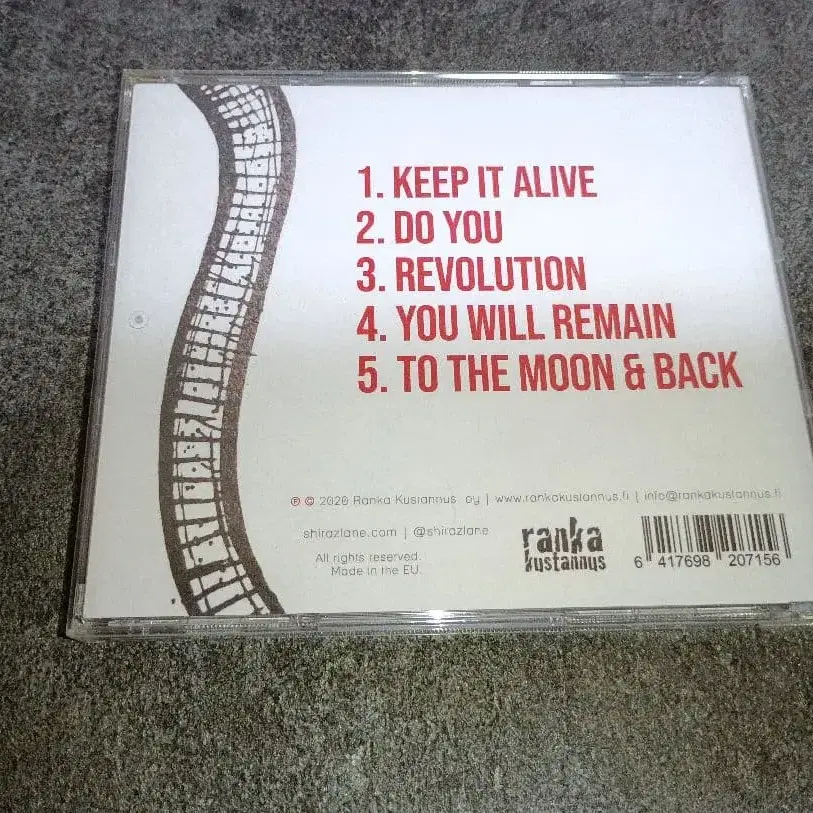 1. KEEP IT ALIVE
2. DO YOU
3. REVOLUTION
4. YOU WILL REMAIN
5. TO THE MOON & BACK
℗ © 2020 Ranka Kustannus oy | www.rankakustannus.fi | info@rankakustannus.fi
shirazlane.com | @shirazlane
All rights reserved.
Made in the EU.
ranka
kustannus
6 417698 207156